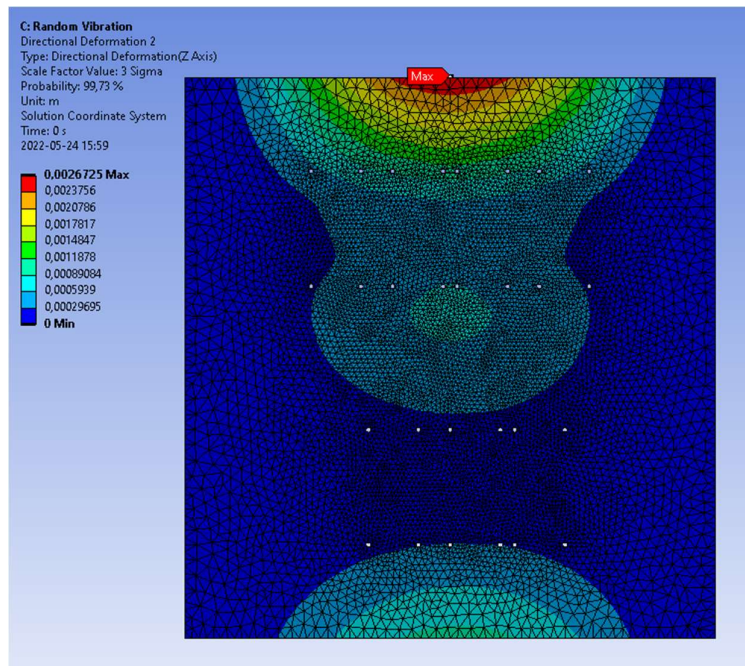 C: Random Vibration
Directional Deformation 2
Type: Directional Deformation(Z Axis)
Scale Factor Value: 3 Sigma
Probability: 99,73 %
Unit: m
Solution Coordinate System
Time: 0 s
2022-05-24 15:59
0,0026725 Max
0,0023756
0,0020786
0,0017817
0,0014847
0,0011878
0,00089084
0,0005939
0,00029695
0 Min
Max